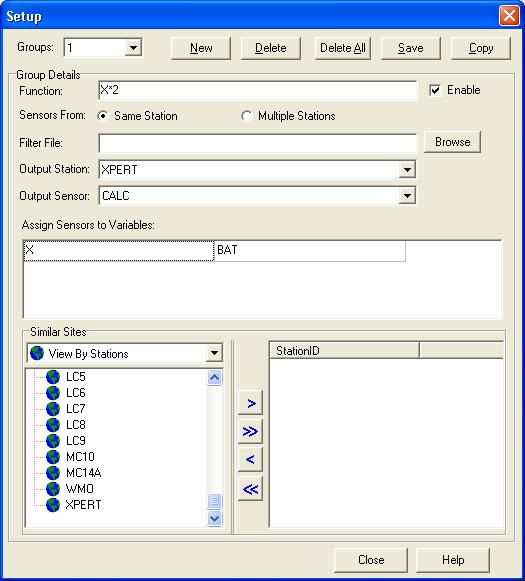 Setup
Groups: 1 New Delete Delete All Save Copy
Group Details
Function: X*2 Enable
Sensors From: Same Station Multiple Stations
Filter File: Browse
Output Station: XPERT
Output Sensor: CALC
Assign Sensors to Variables:
X BAT
Similar Sites
View By Stations
StationID
LC5
LC6
LC7
LC8
LC9
MC10
MC14A
WMO
XPERT
>
>>
<
<<
Close Help